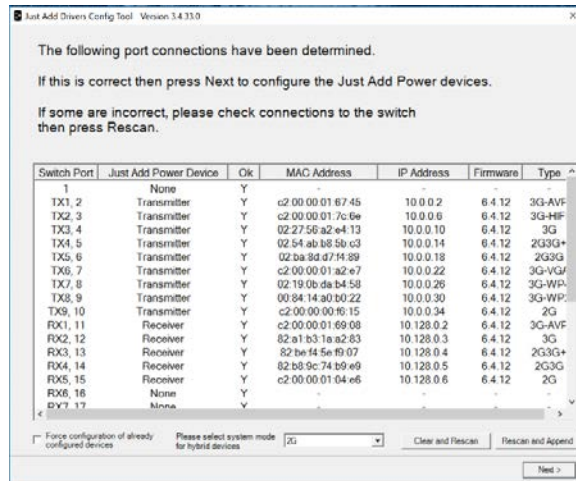 Just Add Drivers Config Tool Version 3.4.33.0
The following port connections have been determined.
If this is correct then press Next to configure the Just Add Power devices.
If some are incorrect, please check connections to the switch
then press Rescan.
Switch Port Just Add Power Device Ok MAC Address IP Address Firmware Type
1 None Y - - - -
TX1, 2 Transmitter Y c2:00:00:01:67:45 10.0.0.2 6.4.12 3G-AVP
TX2, 3 Transmitter Y c2:00:00:01:7c:6e 10.0.0.6 6.4.12 3G-HIF
TX3, 4 Transmitter Y 02:27:56:a2:e4:13 10.0.0.10 6.4.12 3G
TX4, 5 Transmitter Y 02:54:ab:b8:5b:c3 10.0.0.14 6.4.12 2G3G+
TX5, 6 Transmitter Y 02:ba:8d:d7:f4:89 10.0.0.18 6.4.12 2G3G
TX6, 7 Transmitter Y c2:00:00:01:a2:e7 10.0.0.22 6.4.12 3G-VGA
TX7, 8 Transmitter Y 02:19:0b:da:b4:58 10.0.0.26 6.4.12 3G-WP
TX8, 9 Transmitter Y 00:84:14:a0:b0:22 10.0.0.30 6.4.12 3G-WP
TX9, 10 Transmitter Y c2:00:00:00:f6:15 10.0.0.34 6.4.12 2G
RX1, 11 Receiver Y c2:00:00:01:69:08 10.128.0.2 6.4.12 3G-AVP
RX2, 12 Receiver Y 82:a1:b3:1a:a2:83 10.128.0.3 6.4.12 3G
RX3, 13 Receiver Y 82:be:f4:5e:f9:07 10.128.0.4 6.4.12 2G3G+
RX4, 14 Receiver Y 82:b8:9c:74:b9:e9 10.128.0.5 6.4.12 2G3G
RX5, 15 Receiver Y c2:00:00:01:04:e6 10.128.0.6 6.4.12 2G
RX6, 16 None Y - - - -
RX7, 17 None Y
Force configuration of already
configured devices
Please select system mode
for hybrid devices
2G
Clear and Rescan
Rescan and Append
Next >